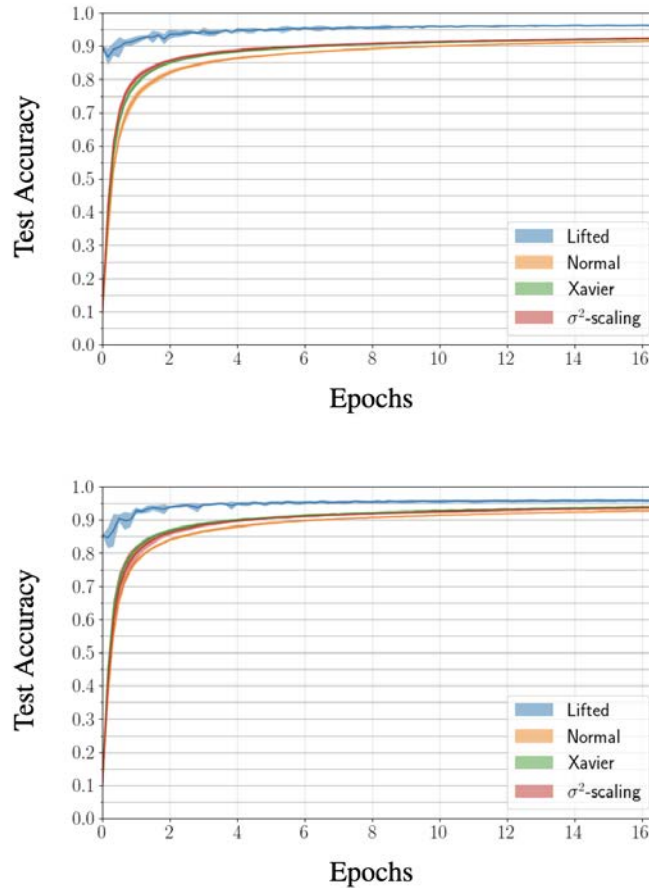 1.0
0.9
0.8
0.7
0.6
0.5
0.4
0.3
0.2
0.1
0.0
Test Accuracy
Lifted
Normal
Xavier
σ²-scaling
0 2 4 6 8 10 12 14 16
Epochs
1.0
0.9
0.8
0.7
0.6
0.5
0.4
0.3
0.2
0.1
0.0
Test Accuracy
Lifted
Normal
Xavier
σ²-scaling
0 2 4 6 8 10 12 14 16
Epochs